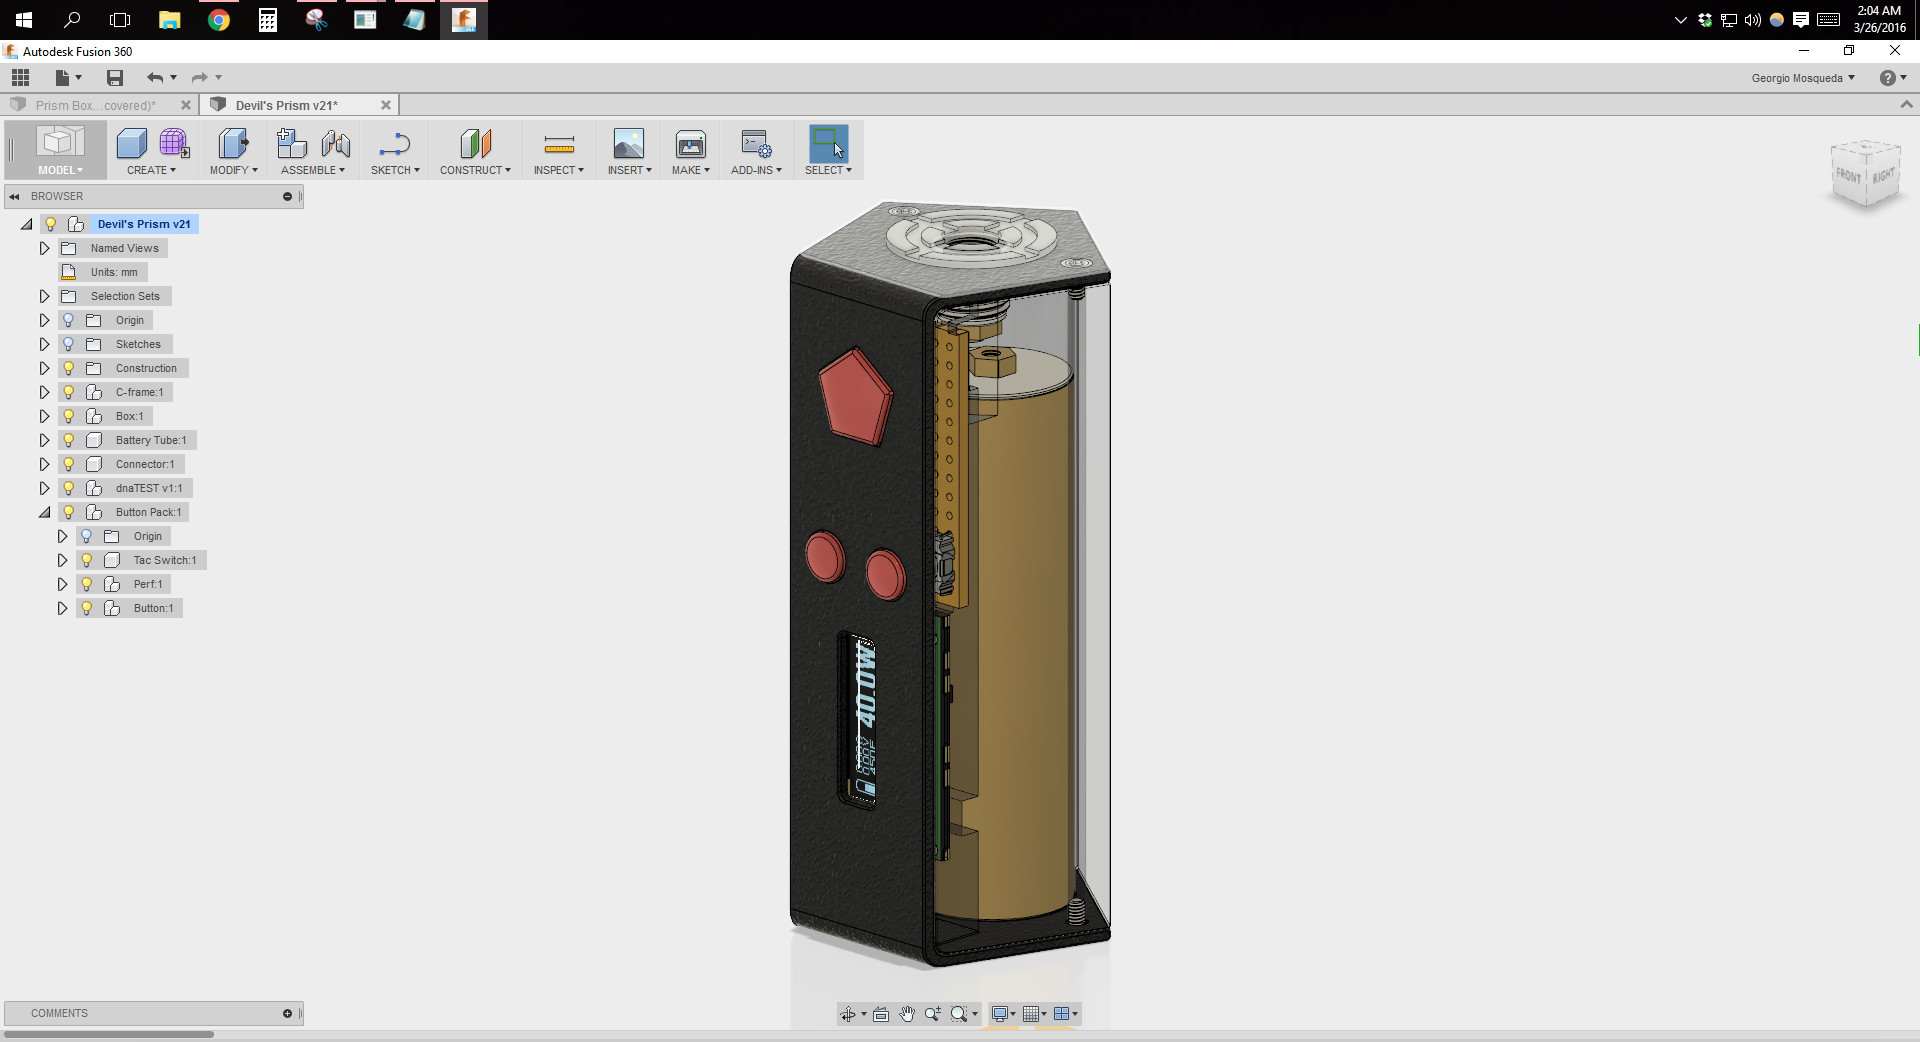 2:04 AM
3/26/2016
Autodesk Fusion 360
Georgio Mosqueda
Prism Box...covered)*
Devil's Prism v21*
MODEL
CREATE
MODIFY
ASSEMBLE
SKETCH
CONSTRUCT
INSPECT
INSERT
MAKE
ADD-INS
SELECT
FRONT
RIGHT
BROWSER
Devil's Prism v21
Named Views
Units: mm
Selection Sets
Origin
Sketches
Construction
C-frame:1
Box:1
Battery Tube:1
Connector:1
dnaTEST v1:1
Button Pack:1
Origin
Tac Switch:1
Perf:1
Button:1
40.0W
COMMENTS